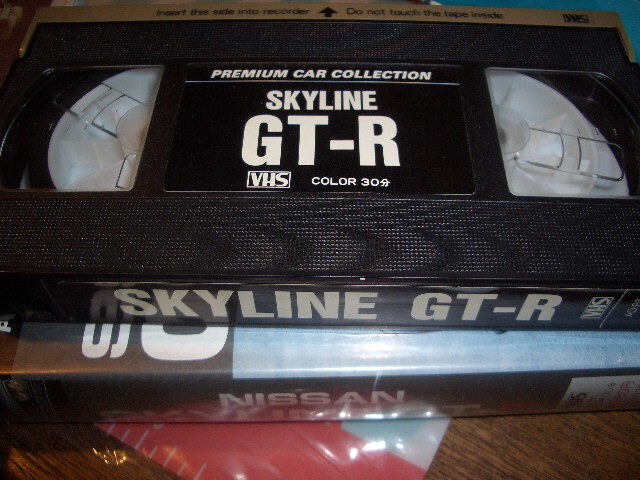 Insert this side into recorder ↑ Do not touch the tape inside VHS
PREMIUM CAR COLLECTION
SKYLINE
GT-R
VHS COLOR 30分
SKYLINE GT-R VHS
NISSAN